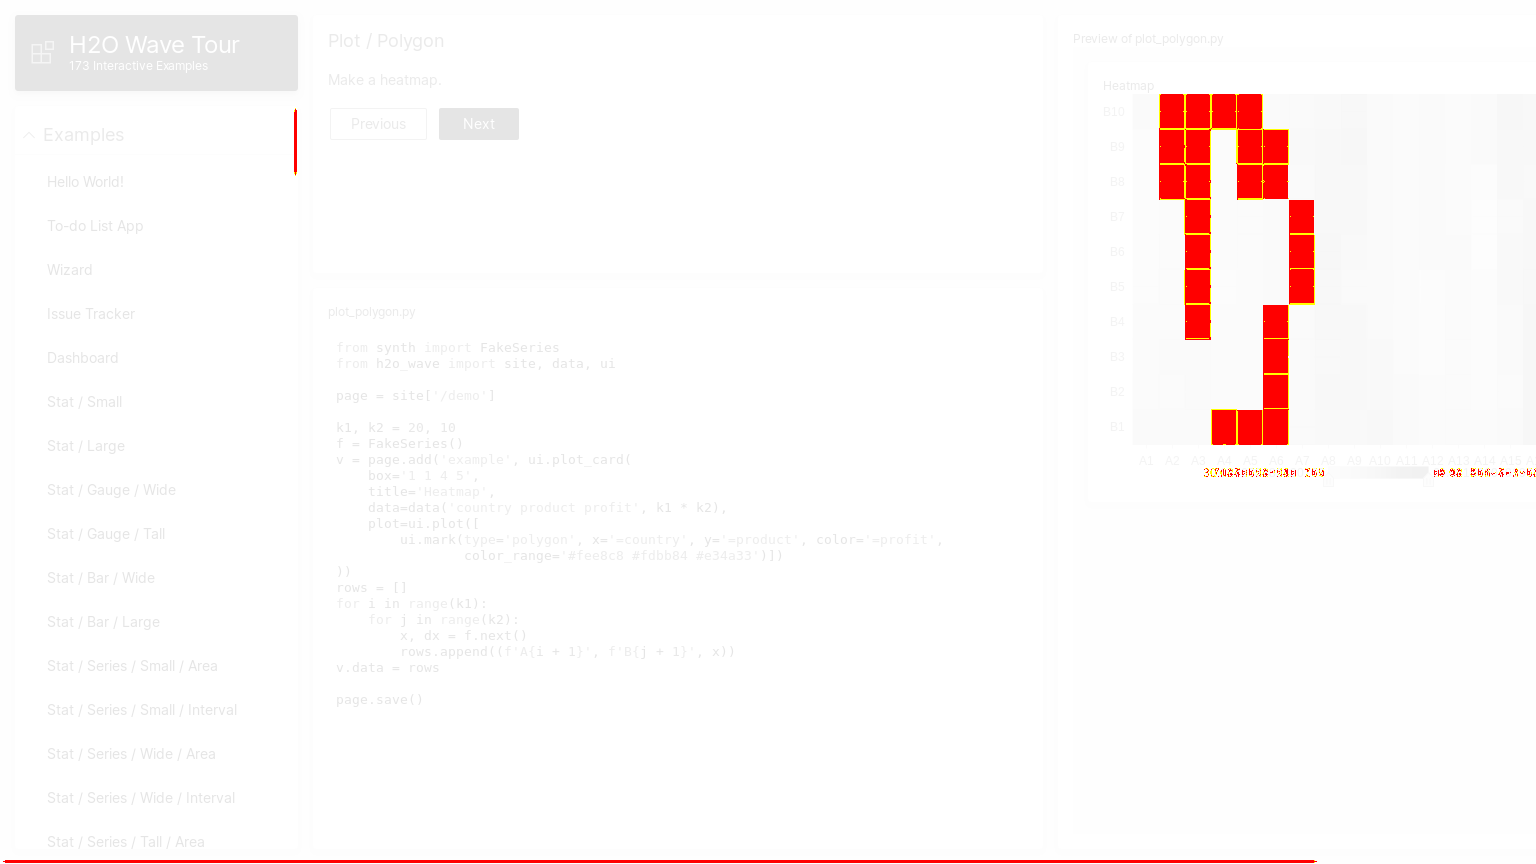 H2O Wave Tour
173 Interactive Examples
Examples
Hello World!
To-do List App
Wizard
Issue Tracker
Dashboard
Stat / Small
Stat / Large
Stat / Gauge / Wide
Stat / Gauge / Tall
Stat / Bar / Wide
Stat / Bar / Large
Stat / Series / Small / Area
Stat / Series / Small / Interval
Stat / Series / Wide / Area
Stat / Series / Wide / Interval
Stat / Series / Tall / Area
Plot / Polygon
Make a heatmap.
Previous Next
plot_polygon.py
from synth import FakeSeries
from h2o_wave import site, data, ui
page = site['/demo']
k1, k2 = 20, 10
f = FakeSeries()
v = page.add('example', ui.plot_card(
box='1 1 4 5',
title='Heatmap',
data=data('country product profit', k1 * k2),
plot=ui.plot([
ui.mark(type='polygon', x='=country', y='=product', color='=profit',
color_range='#fee8c8 #fdbb84 #e34a33')])
))
rows = []
for i in range(k1):
for j in range(k2):
x, dx = f.next()
rows.append((f'A{i + 1}', f'B{j + 1}', x))
v.data = rows
page.save()
Preview of plot_polygon.py
Heatmap
B10
B9
B8
B7
B6
B5
B4
B3
B2
B1
A1 A2 A3 A4 A5 A6 A7 A8 A9 A10 A11 A12 A13 A14 A15